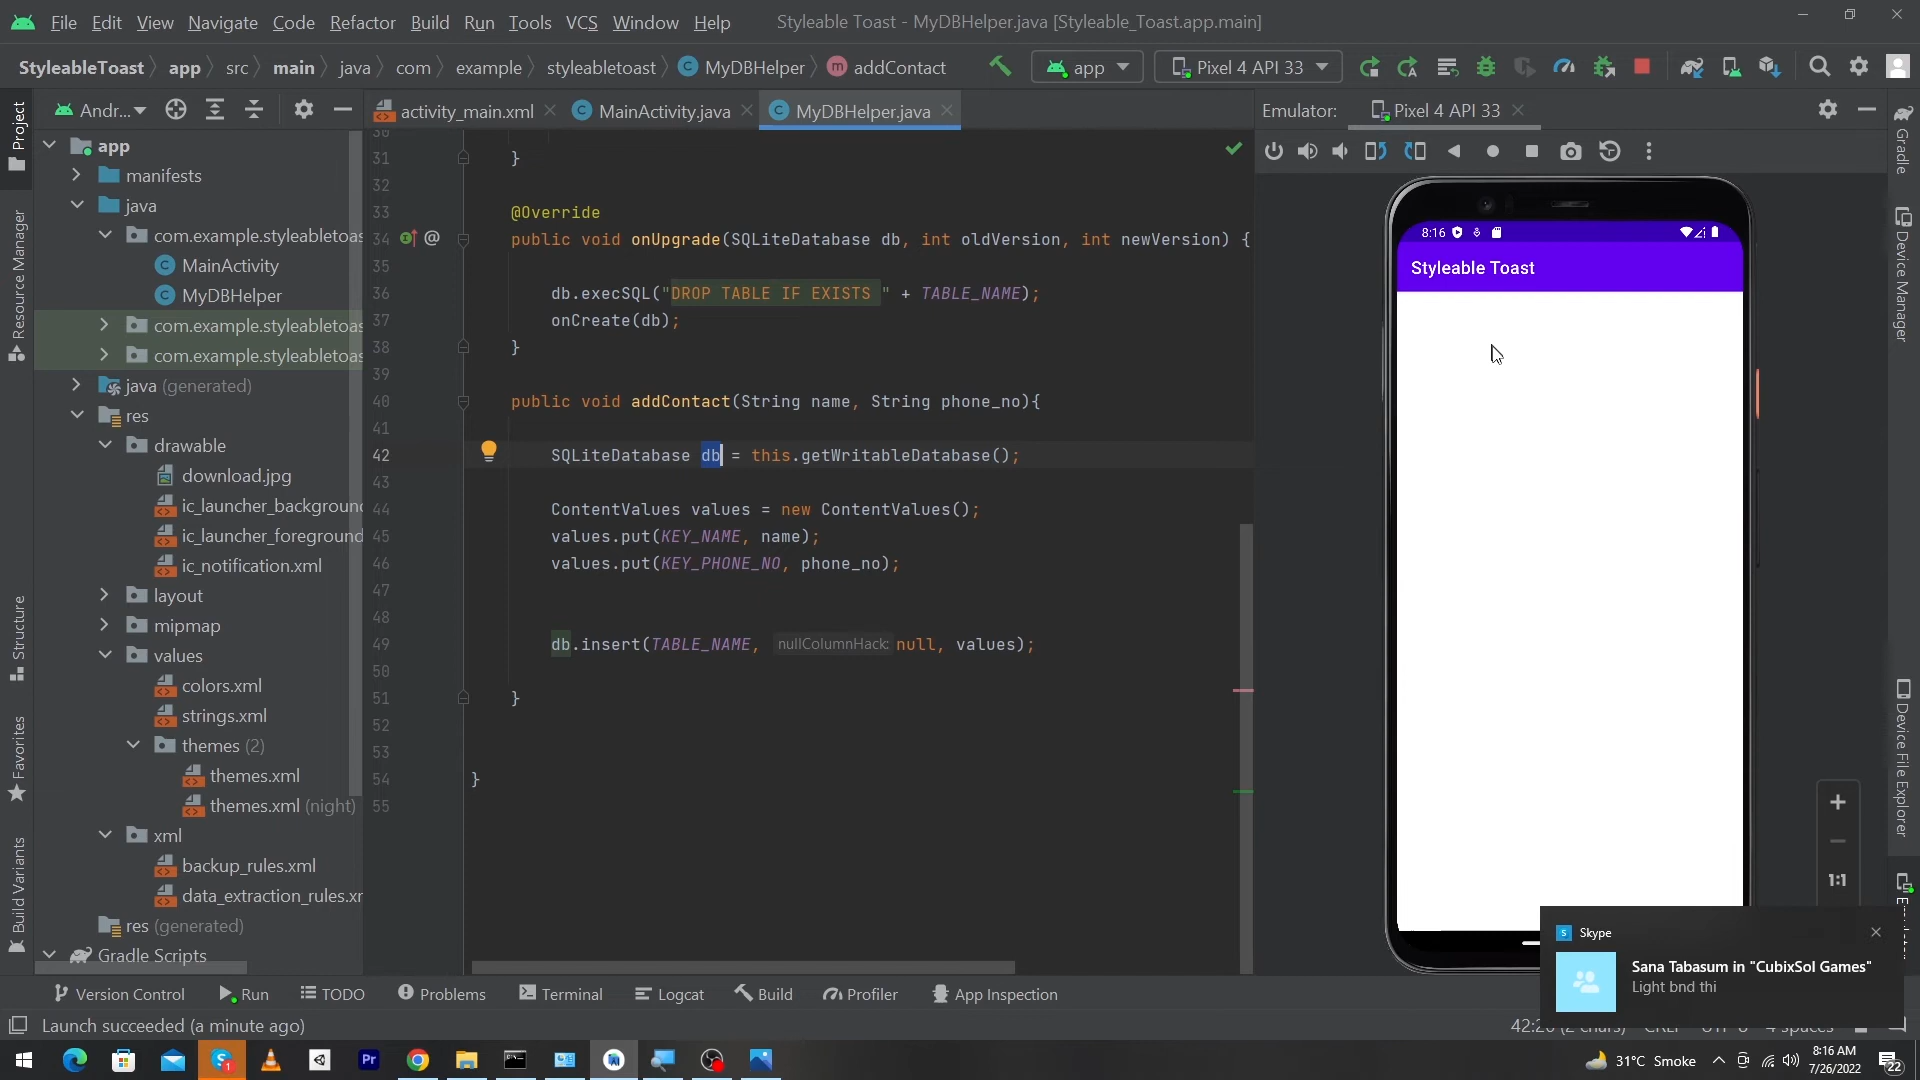 File Edit View Navigate Code Refactor Build Run Tools VCS Window Help Styleable Toast - MyDBHelper.java [Styleable_Toast.app.main]
StyleableToast app src main java com example styleabletoast MyDBHelper addContact app Pixel 4 API 33
Project
Andr... activity_main.xml MainActivity.java MyDBHelper.java Emulator: Pixel 4 API 33
Resource Manager
Structure
Favorites
Build Variants
app
manifests
java
com.example.styleabletoas
MainActivity
MyDBHelper
com.example.styleabletoas
com.example.styleabletoas
java (generated)
res
drawable
download.jpg
ic_launcher_background
ic_launcher_foreground
ic_notification.xml
layout
mipmap
values
colors.xml
strings.xml
themes (2)
themes.xml
themes.xml (night)
xml
backup_rules.xml
data_extraction_rules.xr
res (generated)
Gradle Scripts
30
31 }
32
33 @Override
34 public void onUpgrade(SQLiteDatabase db, int oldVersion, int newVersion) {
35
36 db.execSQL("DROP TABLE IF EXISTS " + TABLE_NAME);
37 onCreate(db);
38 }
39
40 public void addContact(String name, String phone_no){
41
42 SQLiteDatabase db = this.getWritableDatabase();
43
44 ContentValues values = new ContentValues();
45 values.put(KEY_NAME, name);
46 values.put(KEY_PHONE_NO, phone_no);
47
48
49 db.insert(TABLE_NAME, nullColumnHack: null, values);
50
51 }
52
53
54 }
55
8:16
Styleable Toast
1:1
Gradle
Device Manager
Device File Explorer
Skype
Sana Tabasum in "CubixSol Games"
Light bnd thi
Version Control Run TODO Problems Terminal Logcat Build Profiler App Inspection
Launch succeeded (a minute ago)
31°C Smoke 8:16 AM
7/26/2022 22